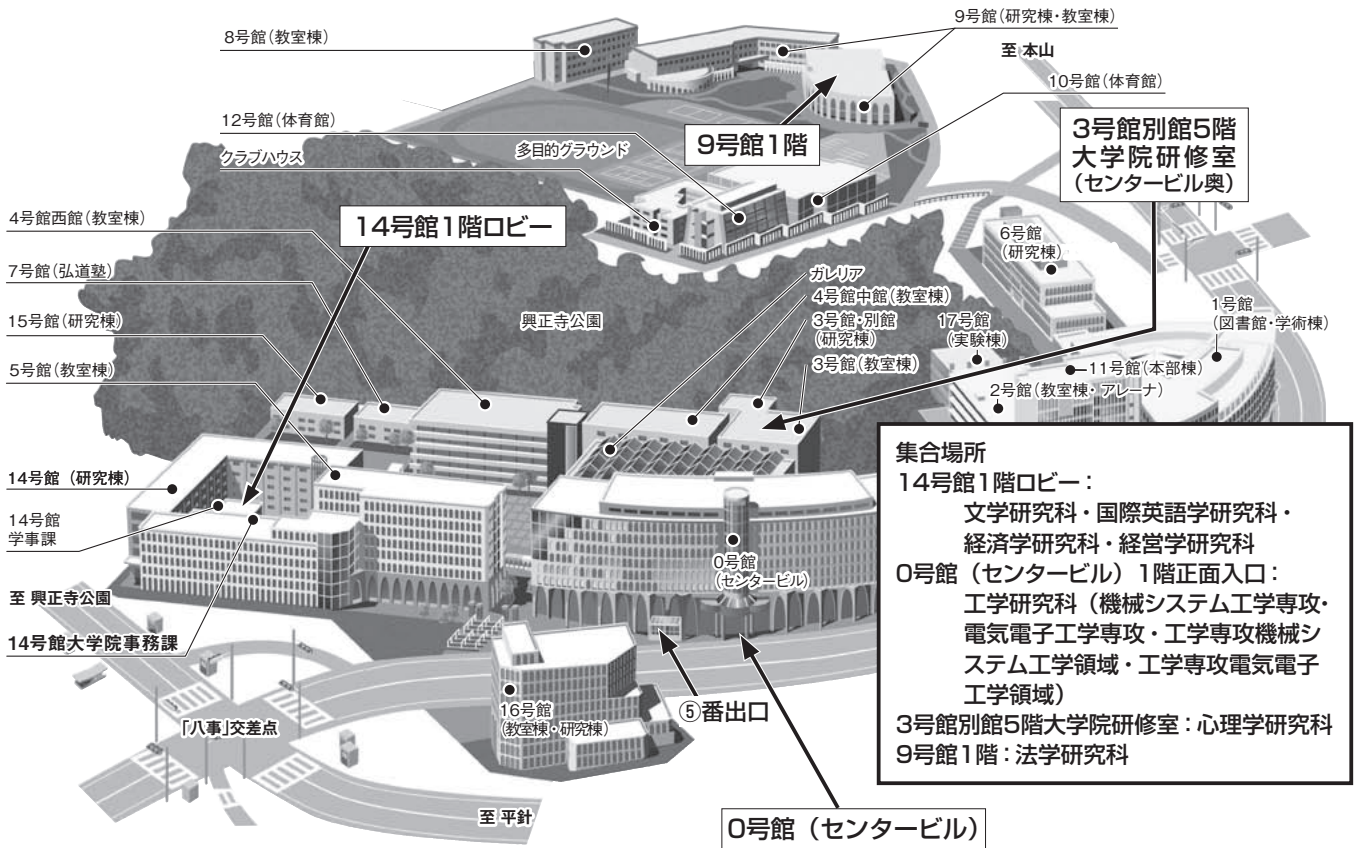 8号館(教室棟)
9号館(研究棟・教室棟)
至 本山
10号館(体育館)
12号館(体育館)
クラブハウス
多目的グラウンド
9号館1階
3号館別館5階
大学院研修室
(センタービル奥)
4号館西館(教室棟)
14号館1階ロビー
7号館(弘道塾)
15号館(研究棟)
5号館(教室棟)
興正寺公園
ガレリア
4号館中館(教室棟)
3号館・別館
(研究棟)
3号館(教室棟)
6号館
(研究棟)
17号館
(実験棟)
1号館
(図書館・学術棟)
11号館(本部棟)
2号館(教室棟・アレーナ)
14号館(研究棟)
14号館
学事課
至 興正寺公園
14号館大学院事務課
0号館
(センタービル)
「八事」交差点
16号館
(教室棟・研究棟)
⑤番出口
至 平針
0号館(センタービル)
集合場所
14号館1階ロビー:
文学研究科・国際英語学研究科・
経済学研究科・経営学研究科
0号館(センタービル)1階正面入口:
工学研究科(機械システム工学専攻・
電気電子工学専攻・工学専攻機械シ
ステム工学領域・工学専攻電気電子
工学領域)
3号館別館5階大学院研修室:心理学研究科
9号館1階:法学研究科